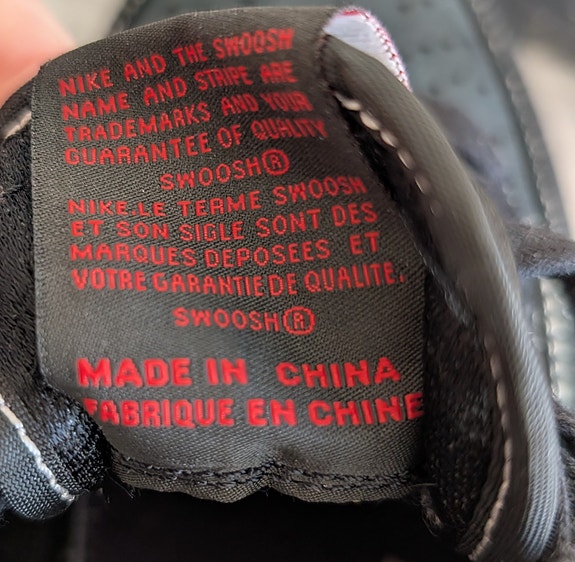 NIKE AND THE SWOOSH
NAME AND STRIPE ARE
TRADEMARKS AND YOUR
GUARANTEE OF QUALITY
SWOOSH®
NIKE.LE TERME SWOOSH
ET SON SIGLE SONT DES
MARQUES DEPOSEES ET
VOTRE GARANTIE DE QUALITE.
SWOOSH®
MADE IN CHINA
FABRIQUE EN CHINE